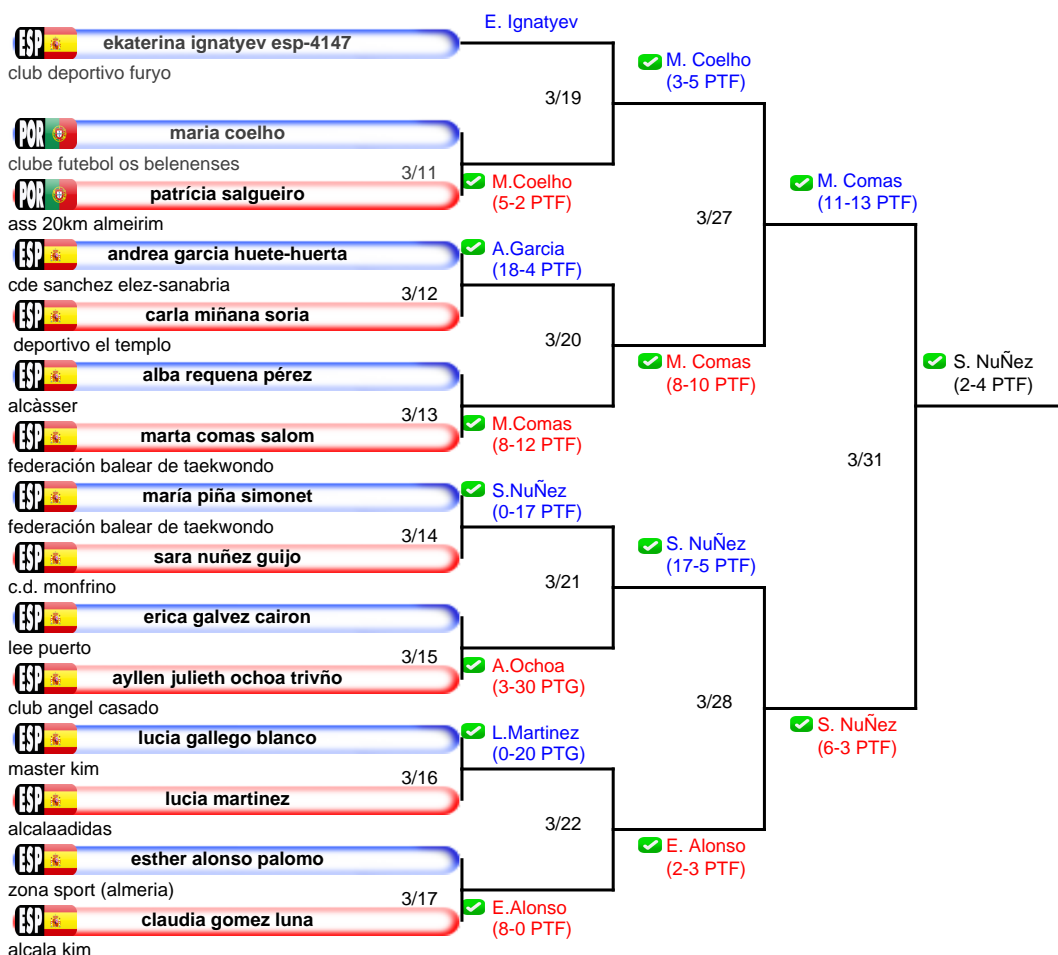 E. Ignatyev
ESP ekaterina ignatyev esp-4147
club deportivo furyo
M. Coelho
(3-5 PTF)
3/19
POR maria coelho
clube futebol os belenenses
3/11
POR patrícia salgueiro
M.Coelho
(5-2 PTF)
ass 20km almeirim
M. Comas
(11-13 PTF)
3/27
ESP andrea garcia huete-huerta
A.Garcia
(18-4 PTF)
cde sanchez elez-sanabria
3/12
ESP carla miñana soria
deportivo el templo
3/20
ESP alba requena pérez
M. Comas
(8-10 PTF)
S. NuÑez
(2-4 PTF)
alcàsser
3/13
ESP marta comas salom
M.Comas
(8-12 PTF)
federación balear de taekwondo
3/31
ESP maría piña simonet
S.NuÑez
(0-17 PTF)
federación balear de taekwondo
3/14
ESP sara nuñez guijo
S. NuÑez
(17-5 PTF)
c.d. monfrino
3/21
ESP erica galvez cairon
lee puerto
3/15
ESP ayllen julieth ochoa trivño
A.Ochoa
(3-30 PTG)
club angel casado
3/28
ESP lucia gallego blanco
L.Martinez
(0-20 PTG)
S. NuÑez
(6-3 PTF)
master kim
3/16
ESP lucia martinez
alcalaadidas
3/22
ESP esther alonso palomo
E. Alonso
(2-3 PTF)
zona sport (almeria)
3/17
ESP claudia gomez luna
E.Alonso
(8-0 PTF)
alcala kim